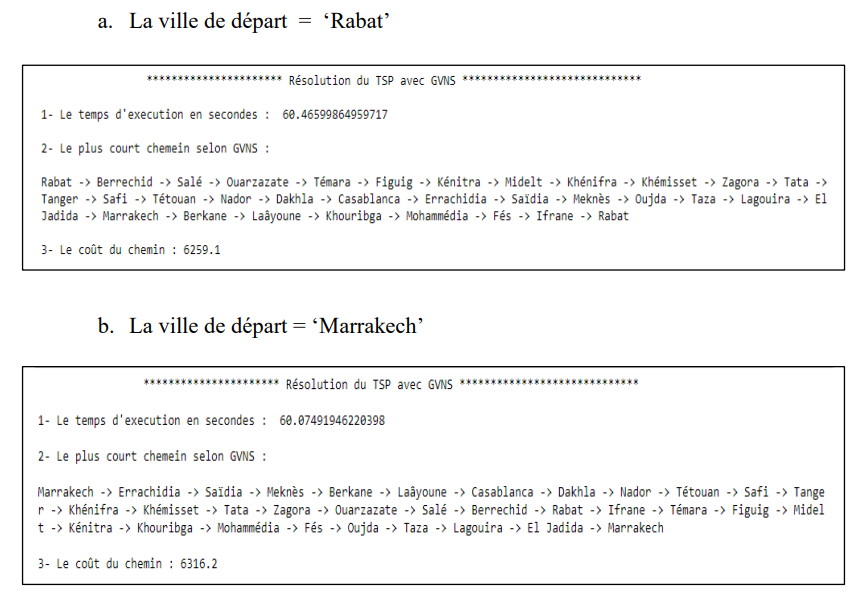 a. La ville de départ = ‘Rabat’
********************** Résolution du TSP avec GVNS *****************************
1- Le temps d'execution en secondes : 60.46599864959717
2- Le plus court chemein selon GVNS :
Rabat -> Berrechid -> Salé -> Ouarzazate -> Témara -> Figuig -> Kénitra -> Midelt -> Khénifra -> Khémisset -> Zagora -> Tata ->
Tanger -> Safi -> Tétouan -> Nador -> Dakhla -> Casablanca -> Errachidia -> Saïdia -> Meknès -> Oujda -> Taza -> Lagouira -> El
Jadida -> Marrakech -> Berkane -> Laâyoune -> Khouribga -> Mohammédia -> Fés -> Ifrane -> Rabat
3- Le coût du chemin : 6259.1
b. La ville de départ = ‘Marrakech’
********************** Résolution du TSP avec GVNS *****************************
1- Le temps d'execution en secondes : 60.07491946220398
2- Le plus court chemein selon GVNS :
Marrakech -> Errachidia -> Saïdia -> Meknès -> Berkane -> Laâyoune -> Casablanca -> Dakhla -> Nador -> Tétouan -> Safi -> Tange
r -> Khénifra -> Khémisset -> Tata -> Zagora -> Ouarzazate -> Salé -> Berrechid -> Rabat -> Ifrane -> Témara -> Figuig -> Midel
t -> Kénitra -> Khouribga -> Mohammédia -> Fés -> Oujda -> Taza -> Lagouira -> El Jadida -> Marrakech
3- Le coût du chemin : 6316.2